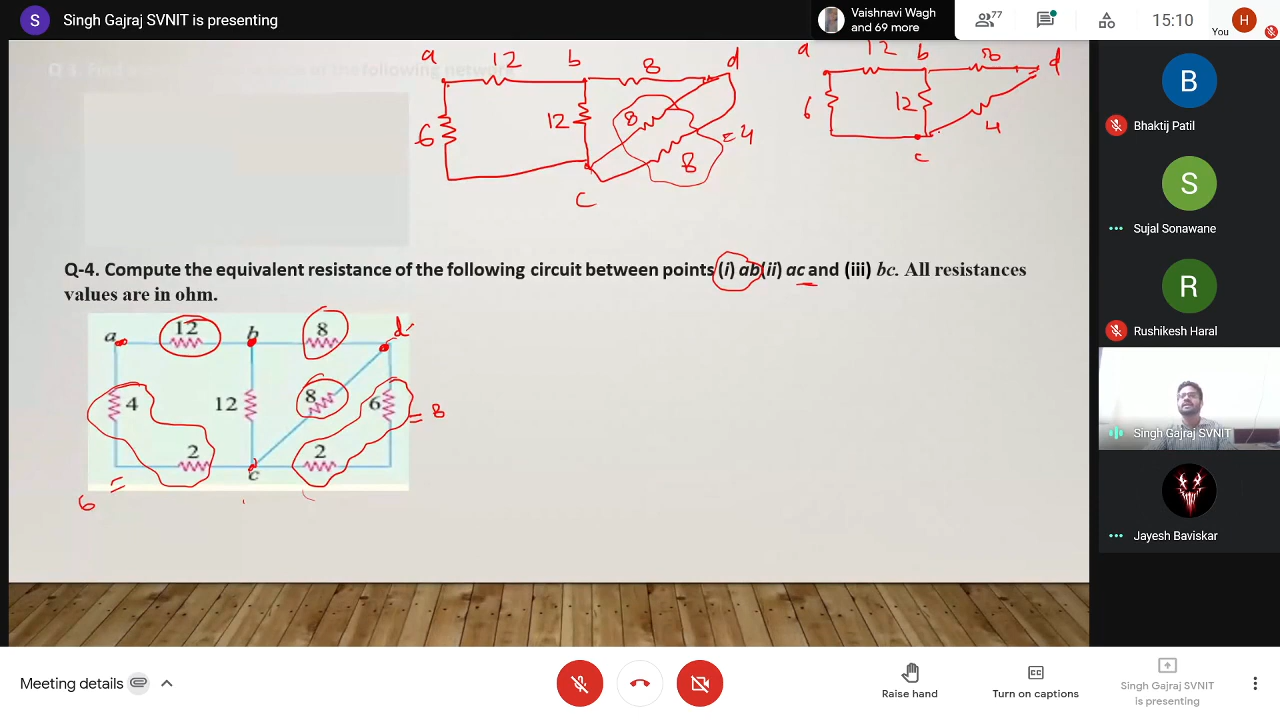 S Singh Gajraj SVNIT is presenting
Vaishnavi Wagh
and 69 more
77
15:10
You
H
a 12 b 8 d
6 12 8 = 4
8
c
a 12 b 8 d
6 12 4
c
Q-4. Compute the equivalent resistance of the following circuit between points (i) ab(ii) ac and (iii) bc. All resistances
values are in ohm.
a 12 b 8 d
4 12 8 6 = 8
2 c 2
6 =
B
Bhaktij Patil
S
Sujal Sonawane
R
Rushikesh Haral
Singh Gajraj SVNIT
Jayesh Baviskar
Meeting details
Raise hand
Turn on captions
Singh Gajraj SVNIT
is presenting